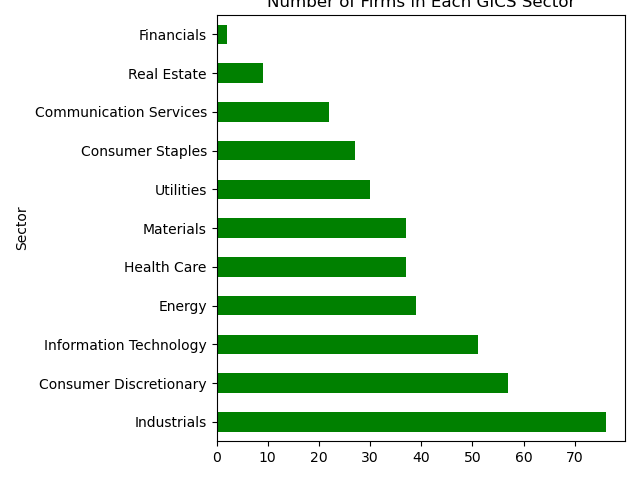 Number of Firms in Each GICS Sector
Financials
Real Estate
Communication Services
Consumer Staples
Utilities
Materials
Health Care
Energy
Information Technology
Consumer Discretionary
Industrials
Sector
0 10 20 30 40 50 60 70